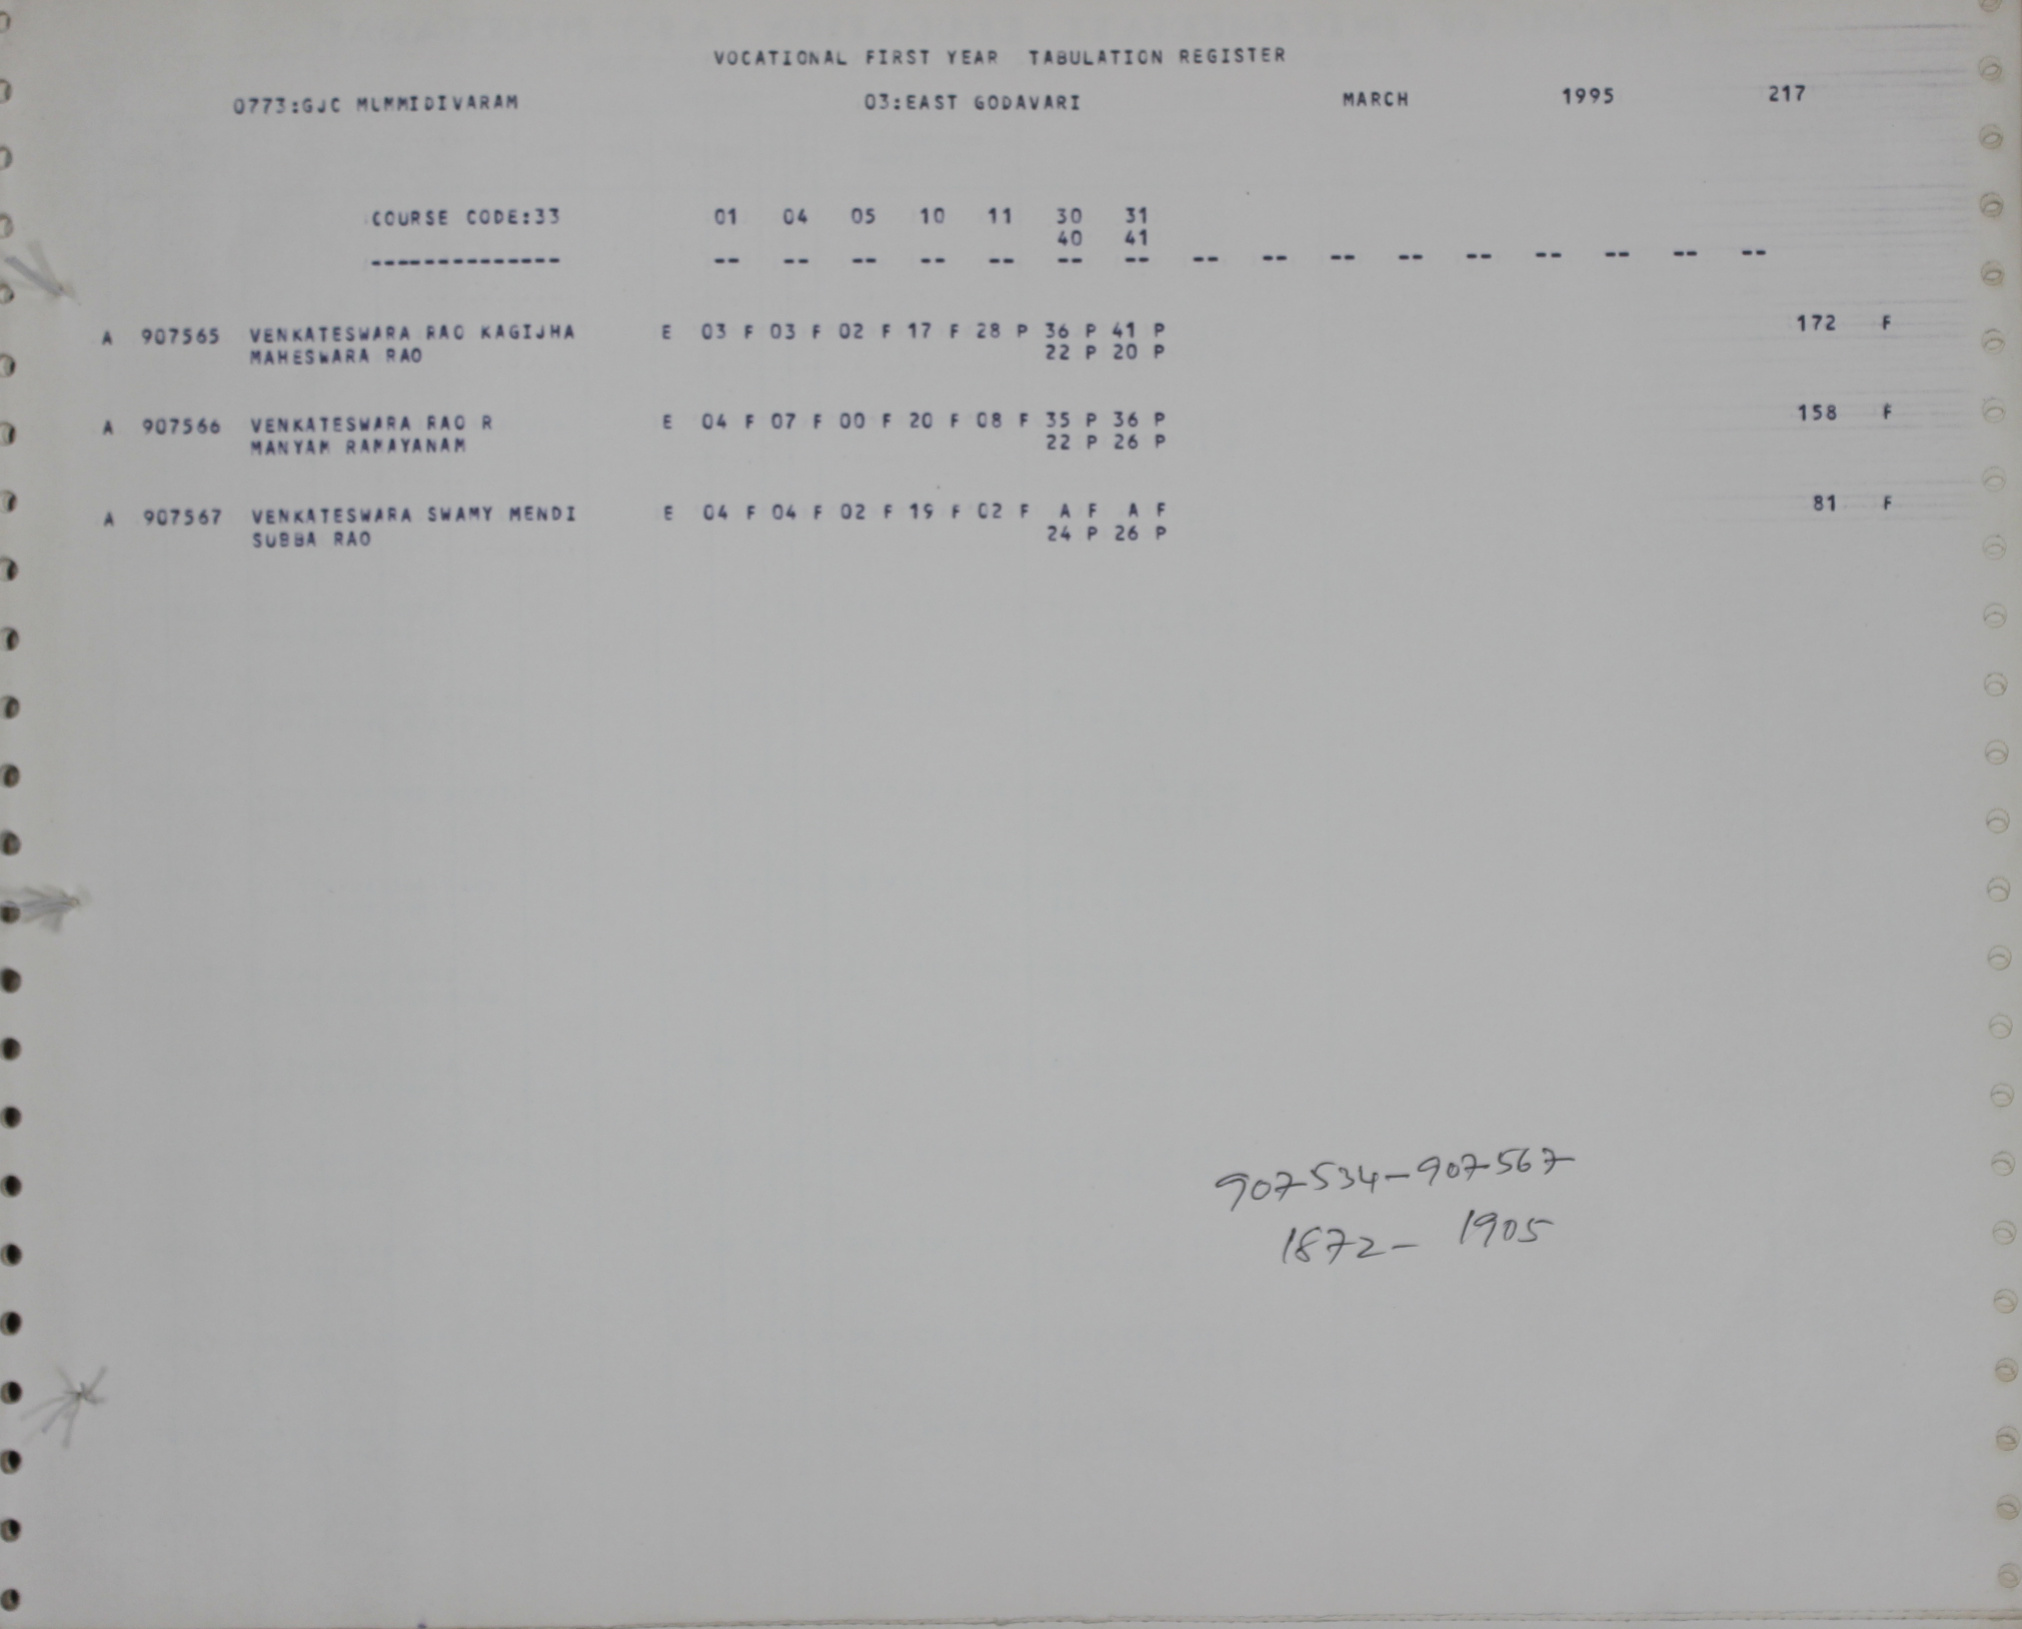 VOCATIONAL FIRST YEAR TABULATION REGISTER
0773:GJC MLMMIDIVARAM 03:EAST GODAVARI MARCH 1995 217
COURSE CODE:33 01 04 05 10 11 30 31
40 41
-------------- -- -- -- -- -- -- -- -- -- -- -- -- -- -- -- --
A 907565 VENKATESWARA RAO KAGIJHA E 03 F 03 F 02 F 17 F 28 P 36 P 41 P 172 F
MAHESWARA RAO 22 P 20 P
A 907566 VENKATESWARA RAO R E 04 F 07 F 00 F 20 F 08 F 35 P 36 P 158 F
MANYAM RAMAYANAM 22 P 26 P
A 907567 VENKATESWARA SWAMY MENDI E 04 F 04 F 02 F 19 F 02 F A F A F 81 F
SUBBA RAO 24 P 26 P
907534-907567
1872- 1905